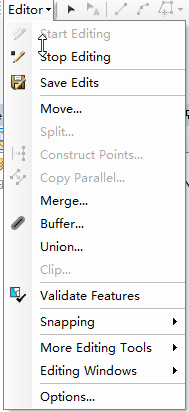 Editor
Start Editing
Stop Editing
Save Edits
Move...
Split...
Construct Points...
Copy Parallel...
Merge...
Buffer...
Union...
Clip...
Validate Features
Snapping
More Editing Tools
Editing Windows
Options...